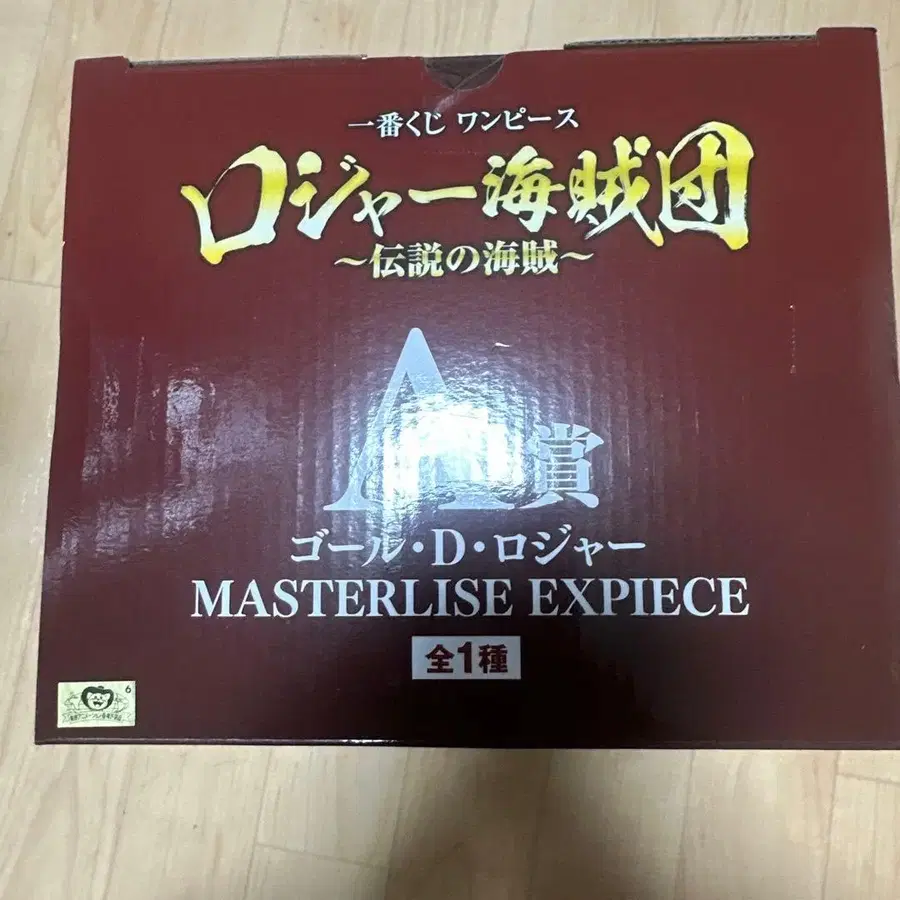 一番くじ ワンピース
ロジャー海賊団
～伝説の海賊～
A賞
ゴール・D・ロジャー
MASTERLISE EXPIECE
全1種
6